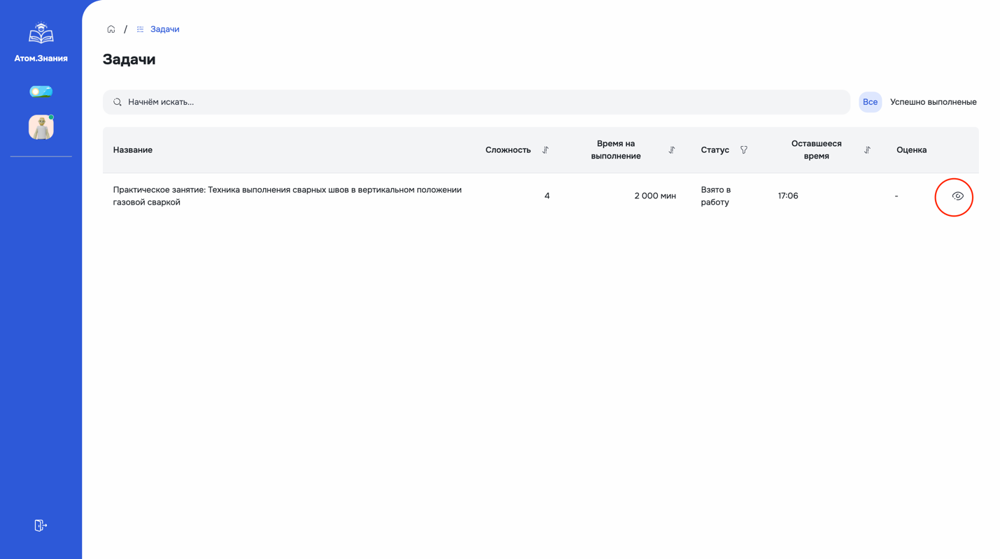 Атом.Знания
/ Задачи
Задачи
Начнём искать...
Все Успешно выполненые
Название
Сложность
Время на
выполнение
Статус
Оставшееся
время
Оценка
Практическое занятие: Техника выполнения сварных швов в вертикальном положении
газовой сваркой
4
2 000 мин
Взято в
работу
17:06
-